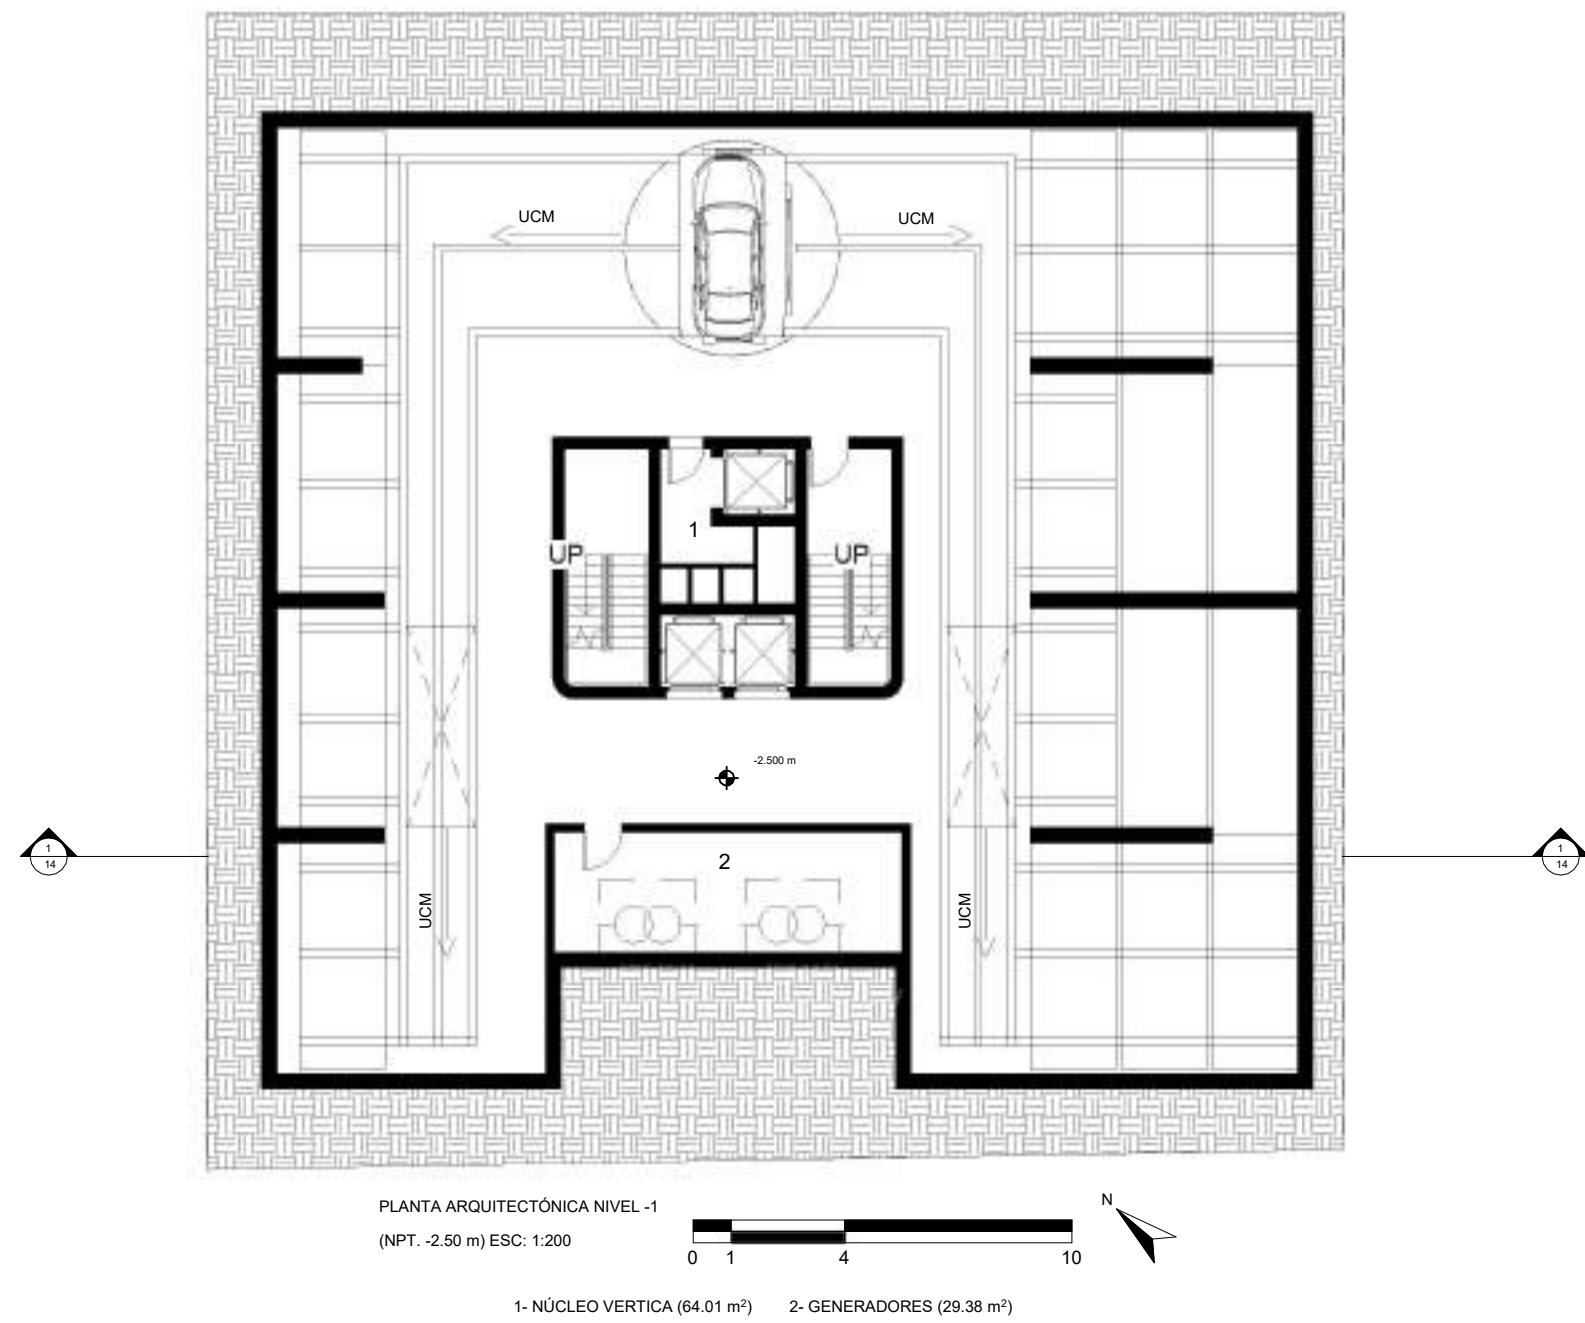 UCM
UCM
1
UP
UP
-2.500 m
1
14
1
14
2
UCM
UCM
PLANTA ARQUITECTÓNICA NIVEL -1
(NPT. -2.50 m) ESC: 1:200
0 1 4 10
N
1- NÚCLEO VERTICA (64.01 m²) 2- GENERADORES (29.38 m²)